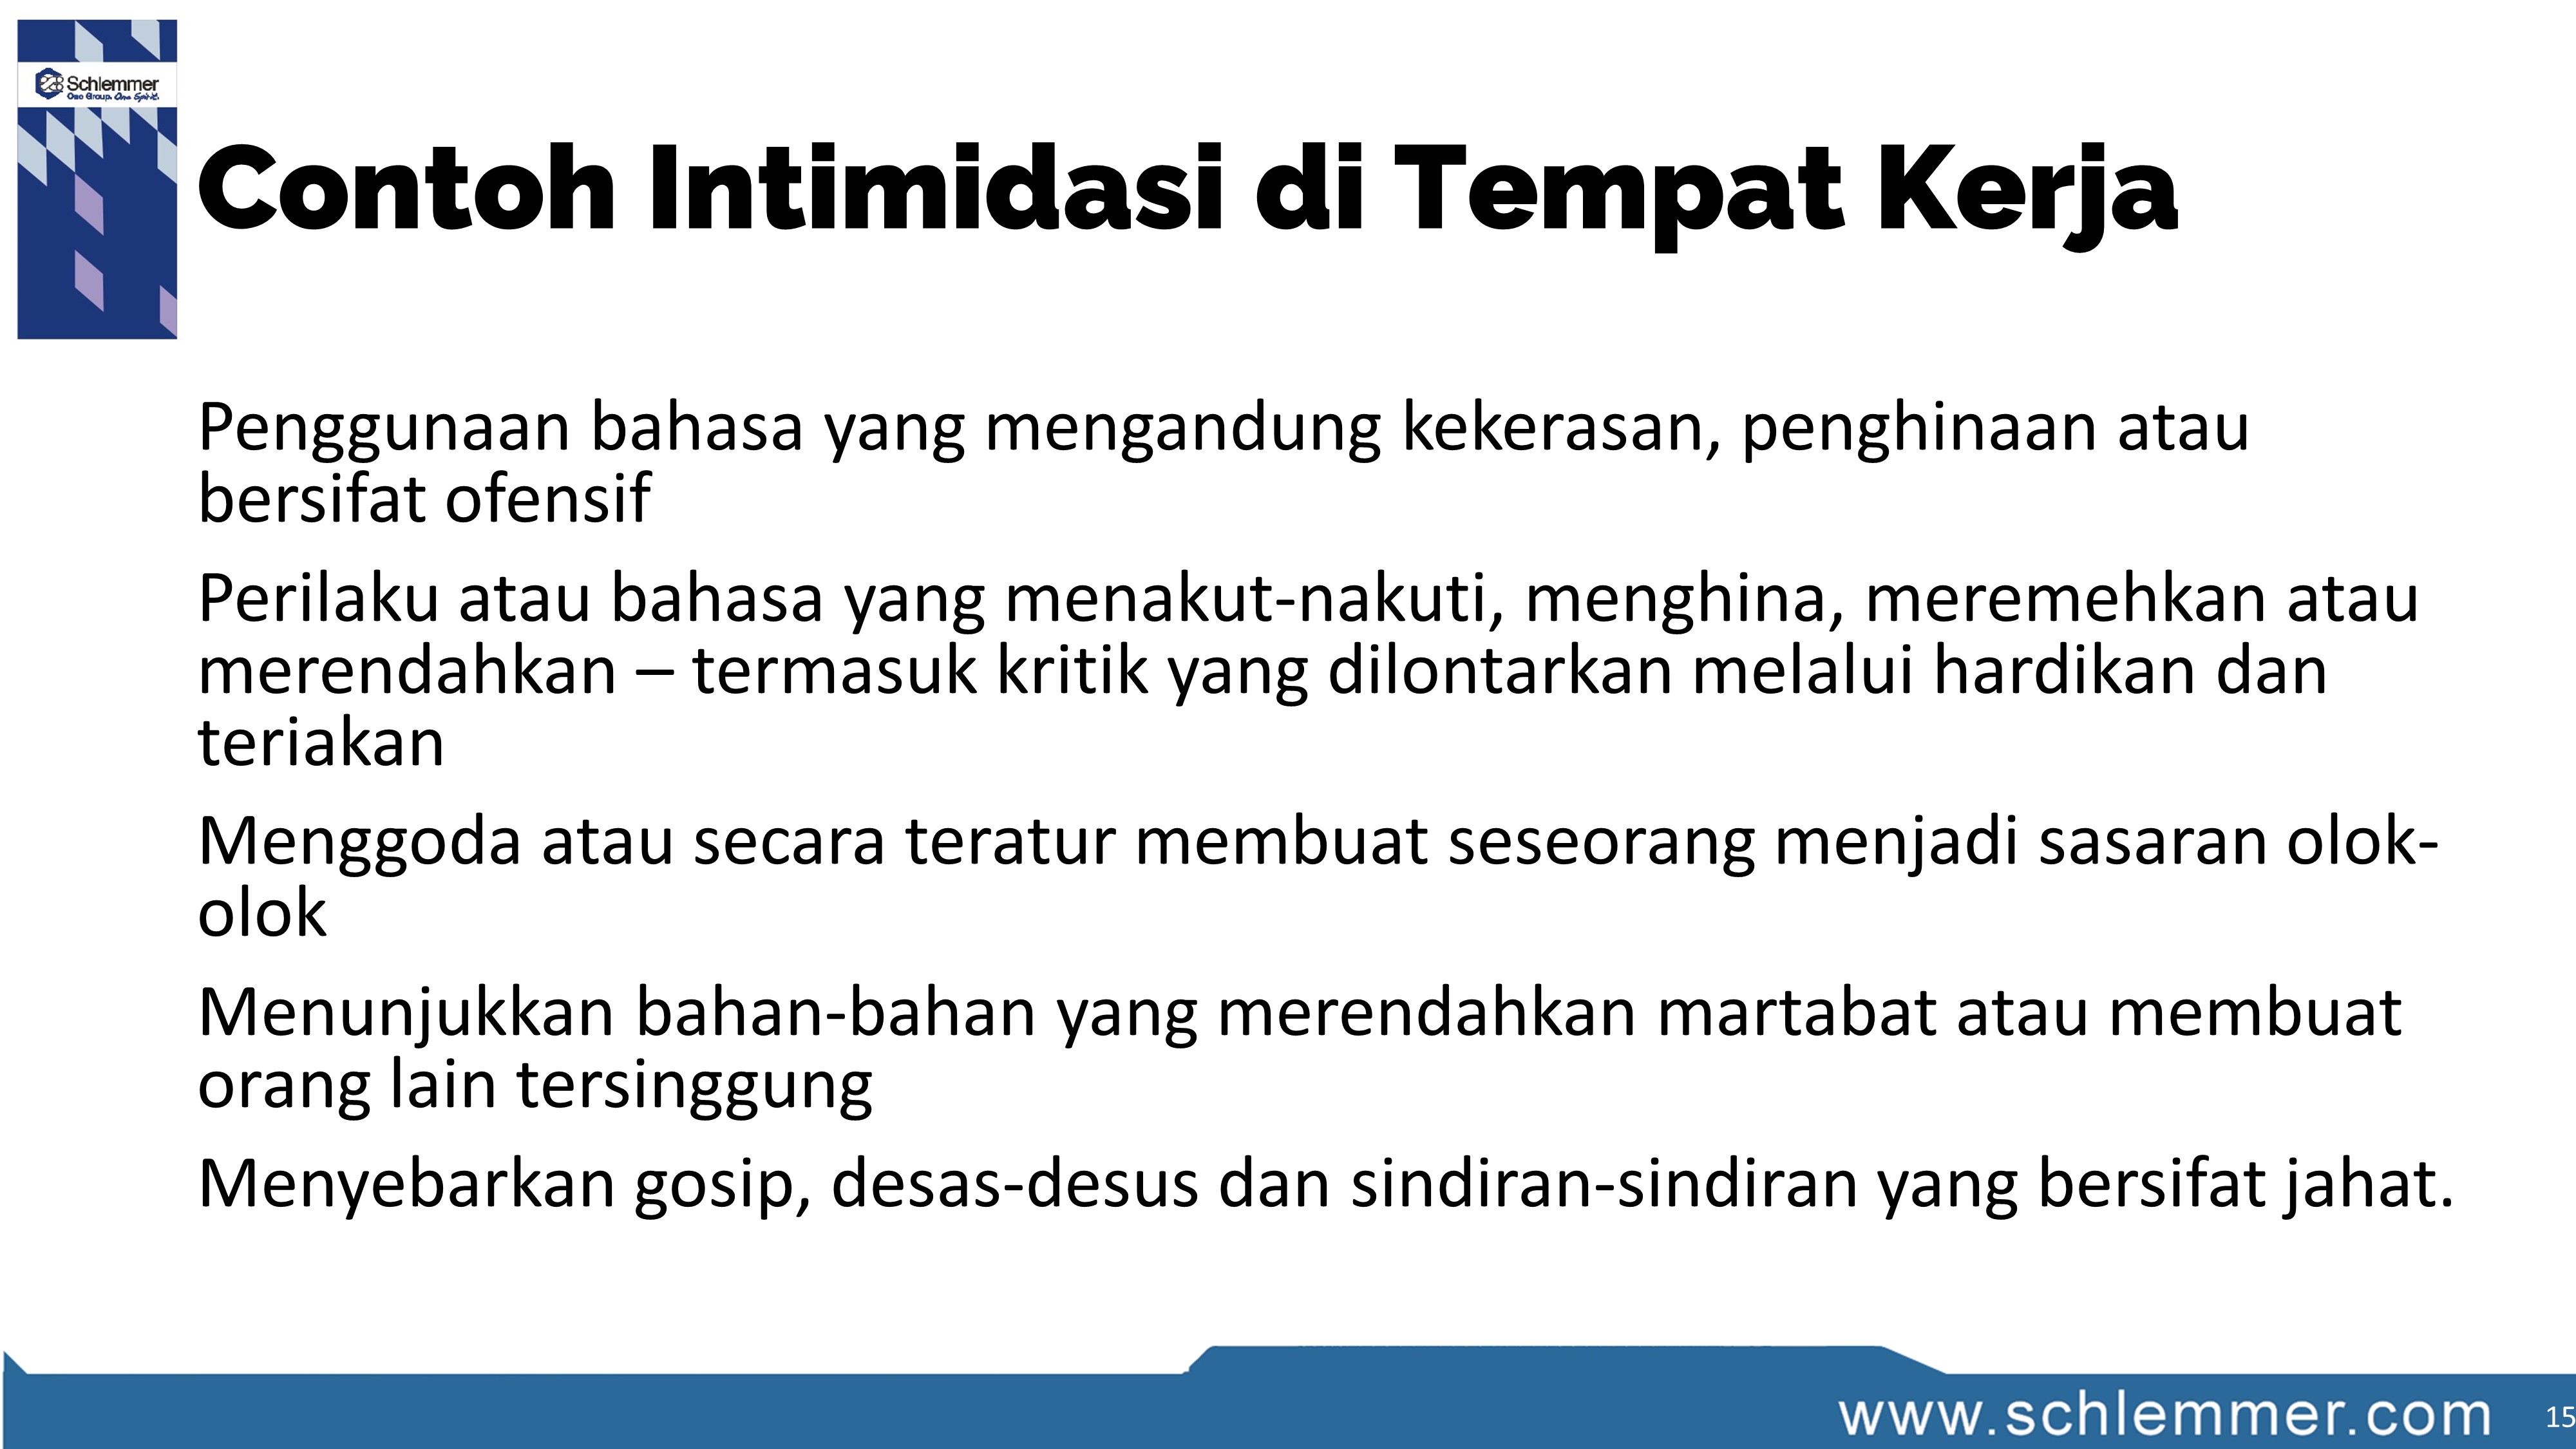 Schlemmer
One Group. One Spirit.
Contoh Intimidasi di Tempat Kerja
Penggunaan bahasa yang mengandung kekerasan, penghinaan atau
bersifat ofensif
Perilaku atau bahasa yang menakut-nakuti, menghina, meremehkan atau
merendahkan – termasuk kritik yang dilontarkan melalui hardikan dan
teriakan
Menggoda atau secara teratur membuat seseorang menjadi sasaran olok-
olok
Menunjukkan bahan-bahan yang merendahkan martabat atau membuat
orang lain tersinggung
Menyebarkan gosip, desas-desus dan sindiran-sindiran yang bersifat jahat.
www.schlemmer.com
15